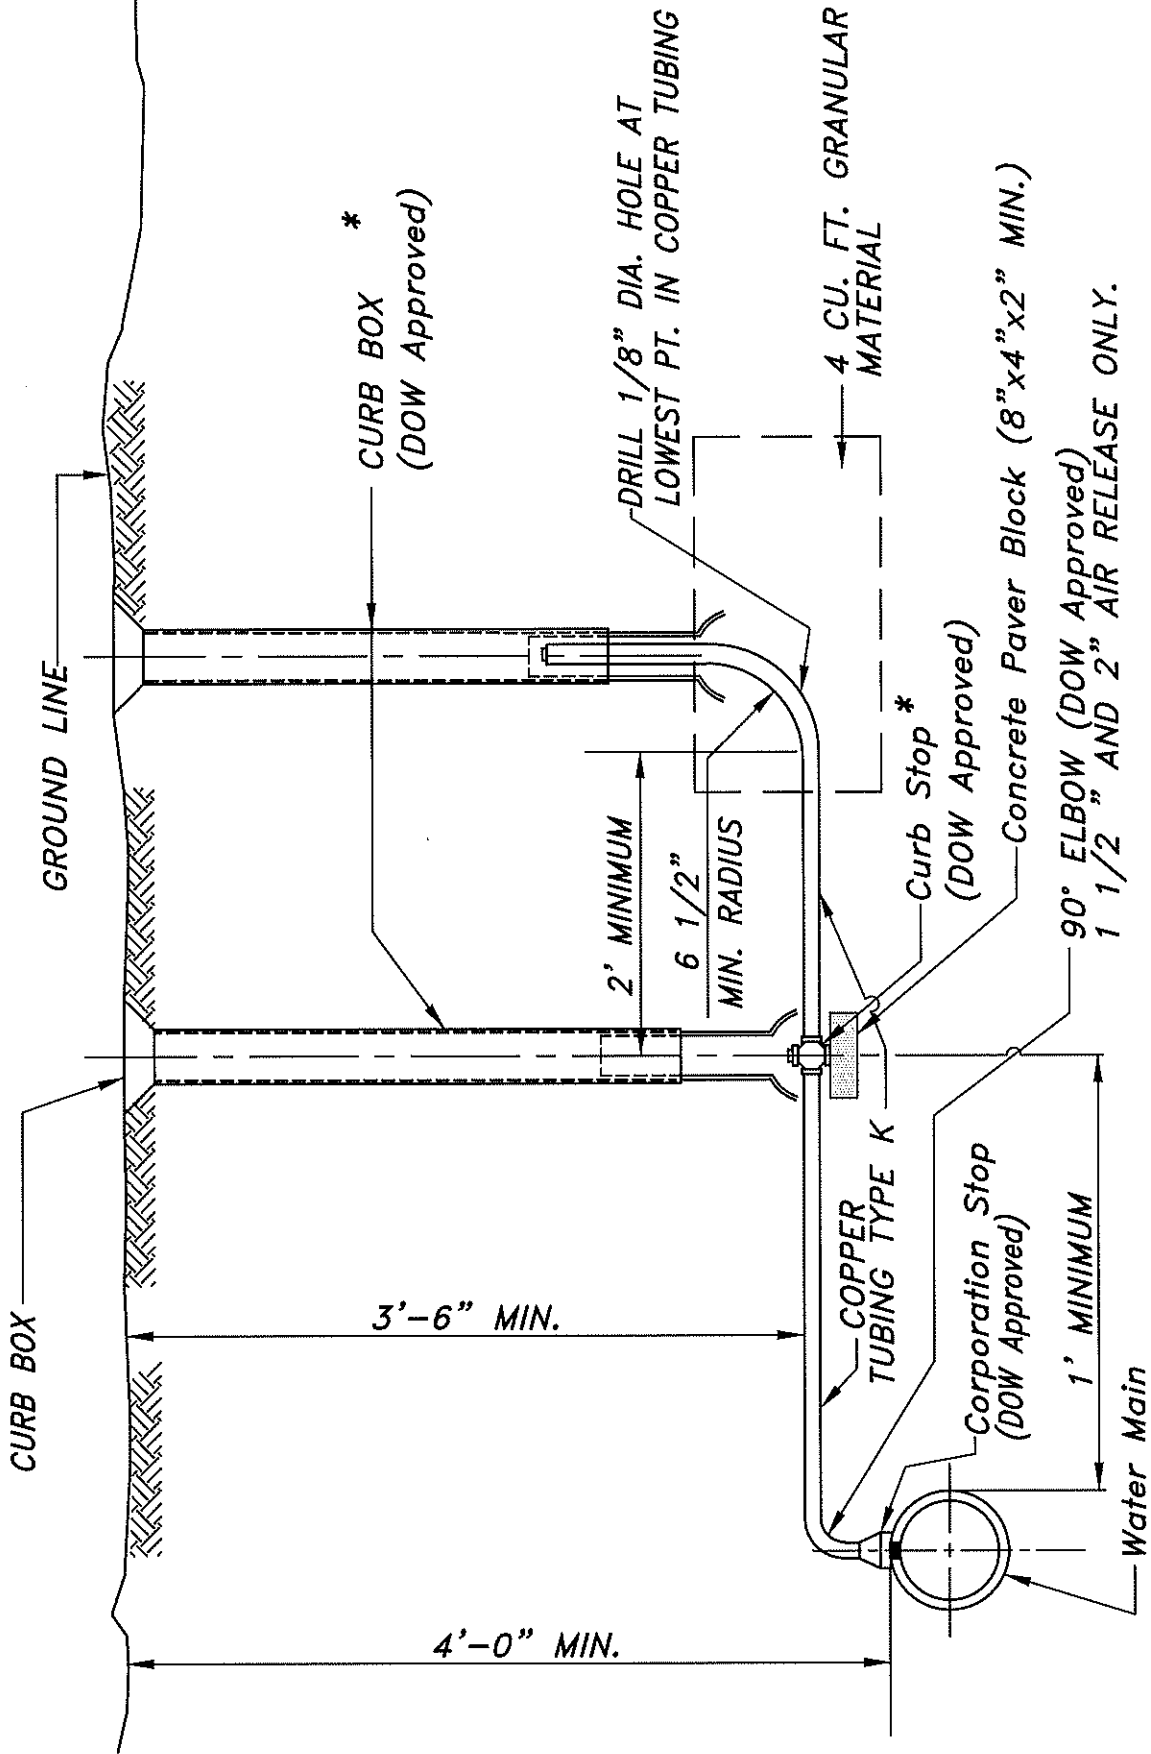 CURB BOX
GROUND LINE
CURB BOX *
(DOW Approved)
DRILL 1/8" DIA. HOLE AT
LOWEST PT. IN COPPER TUBING
4 CU. FT. GRANULAR
MATERIAL
2' MINIMUM
6 1/2"
MIN. RADIUS
3'-6" MIN.
4'-0" MIN.
COPPER
TUBING TYPE K
Curb Stop *
(DOW Approved)
Concrete Paver Block (8"x4"x2" MIN.)
90° ELBOW (DOW Approved)
1 1/2 " AND 2" AIR RELEASE ONLY.
Corporation Stop
(DOW Approved)
1' MINIMUM
Water Main